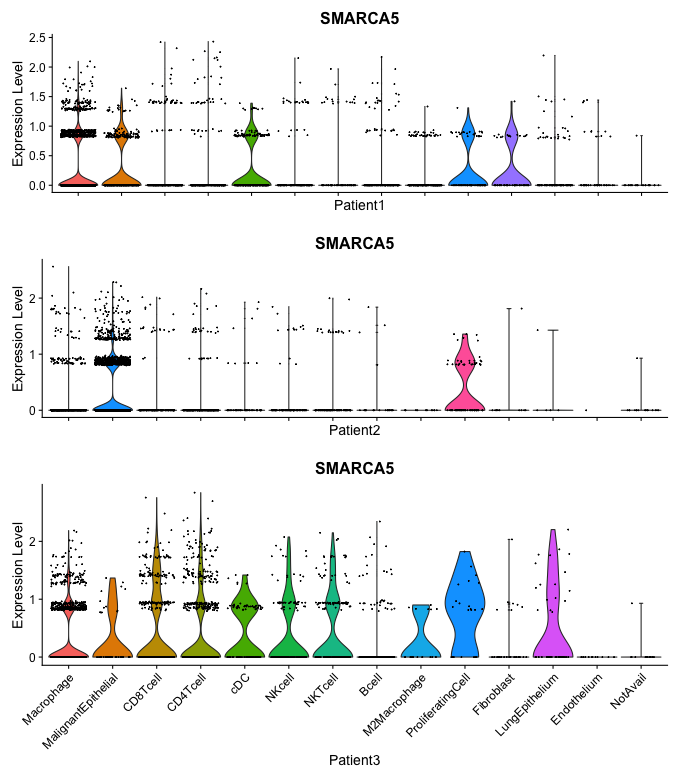 SMARCA5
Expression Level
2.5
2.0
1.5
1.0
0.5
0.0
Patient1
SMARCA5
Expression Level
2
1
0
Patient2
SMARCA5
Expression Level
2
1
0
Macrophage
MalignantEpithelial
CD8Tcell
CD4Tcell
cDC
NKcell
NKTcell
Bcell
M2Macrophage
ProliferatingCell
Fibroblast
LungEpithelium
Endothelium
NotAvail
Patient3